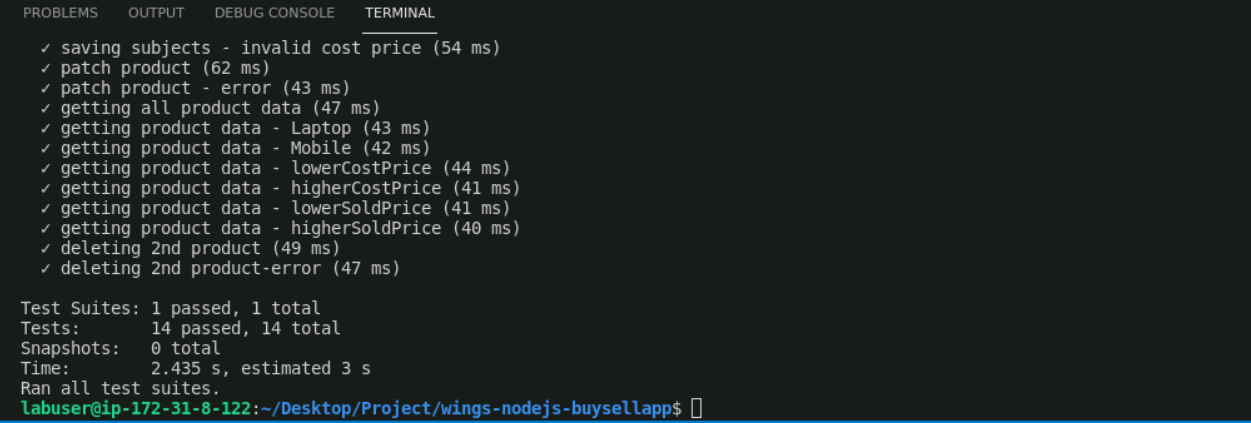 PROBLEMS OUTPUT DEBUG CONSOLE TERMINAL
✓ saving subjects - invalid cost price (54 ms)
✓ patch product (62 ms)
✓ patch product - error (43 ms)
✓ getting all product data (47 ms)
✓ getting product data - Laptop (43 ms)
✓ getting product data - Mobile (42 ms)
✓ getting product data - lowerCostPrice (44 ms)
✓ getting product data - higherCostPrice (41 ms)
✓ getting product data - lowerSoldPrice (41 ms)
✓ getting product data - higherSoldPrice (40 ms)
✓ deleting 2nd product (49 ms)
✓ deleting 2nd product-error (47 ms)
Test Suites: 1 passed, 1 total
Tests: 14 passed, 14 total
Snapshots: 0 total
Time: 2.435 s, estimated 3 s
Ran all test suites.
labuser@ip-172-31-8-122:~/Desktop/Project/wings-nodejs-buysellapp$